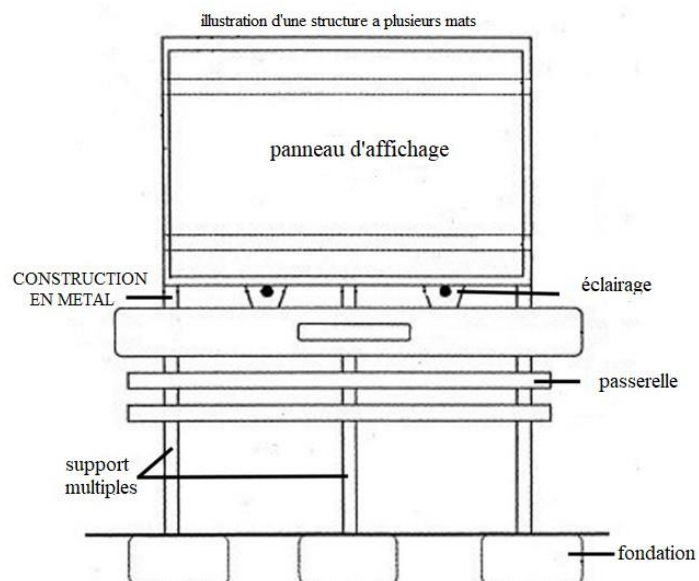 illustration d'une structure a plusieurs mats
panneau d'affichage
CONSTRUCTION
EN METAL
éclairage
passerelle
support
multiples
fondation